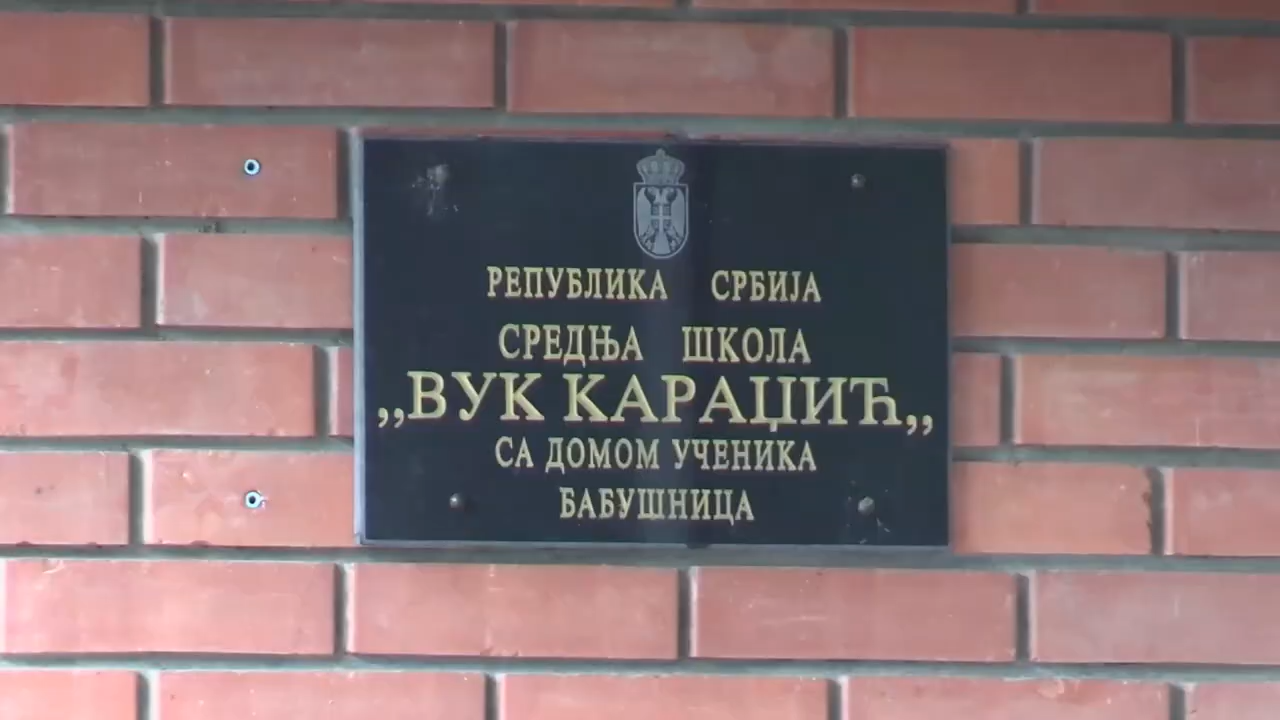 РЕПУБЛИКА СРБИЈА
СРЕДЊА ШКОЛА
,,ВУК КАРАЏИЋ,,
СА ДОМОМ УЧЕНИКА
БАБУШНИЦА